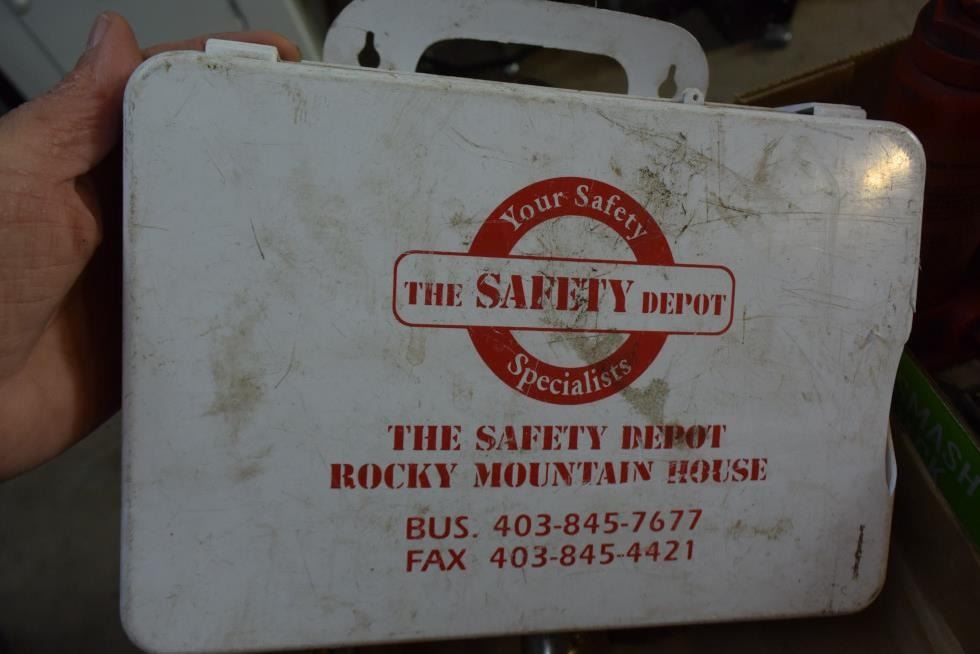 Your Safety
THE SAFETY DEPOT
Specialists
THE SAFETY DEPOT
ROCKY MOUNTAIN HOUSE
BUS. 403-845-7677
FAX 403-845-4421
SMASH